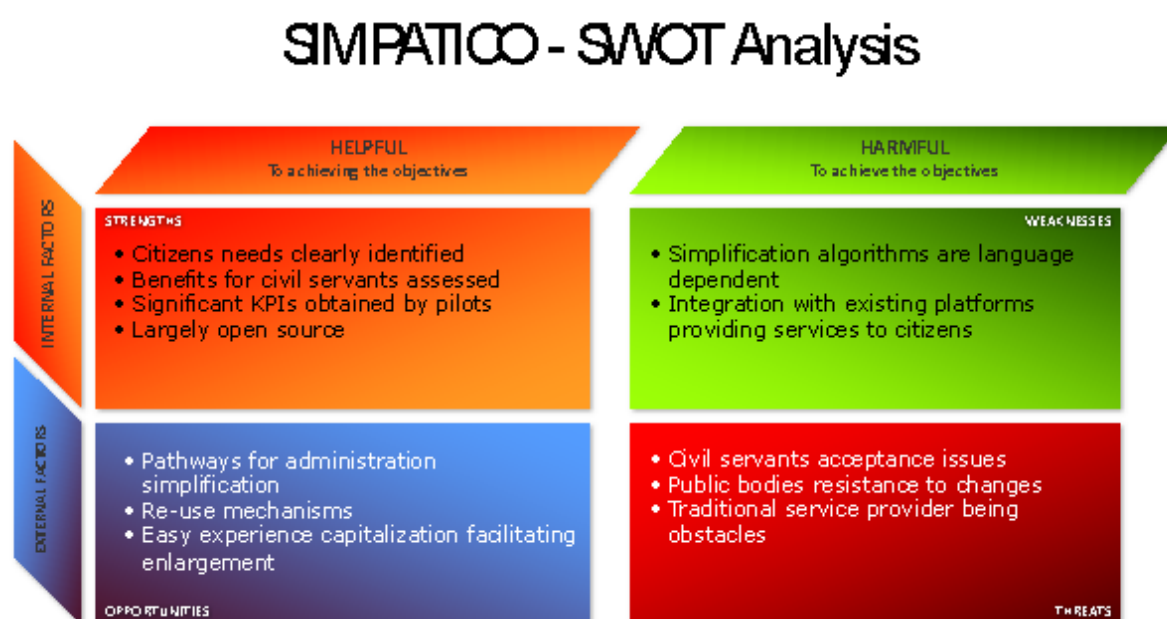 SIMPATICO - SWOT Analysis
HELPFUL
To achieving the objectives
HARMFUL
To achieve the objectives
INTERNAL FACTORS
STRENGTHS
• Citizens needs clearly identified
• Benefits for civil servants assessed
• Significant KPIs obtained by pilots
• Largely open source
WEAKNESSES
• Simplification algorithms are language
dependent
• Integration with existing platforms
providing services to citizens
EXTERNAL FACTORS
• Pathways for administration
simplification
• Re-use mechanisms
• Easy experience capitalization facilitating
enlargement
OPPORTUNITIES
• Civil servants acceptance issues
• Public bodies resistance to changes
• Traditional service provider being
obstacles
THREATS